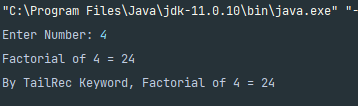 "C:\Program Files\Java\jdk-11.0.10\bin\java.exe" "-
Enter Number: 4
Factorial of 4 = 24
By TailRec Keyword, Factorial of 4 = 24